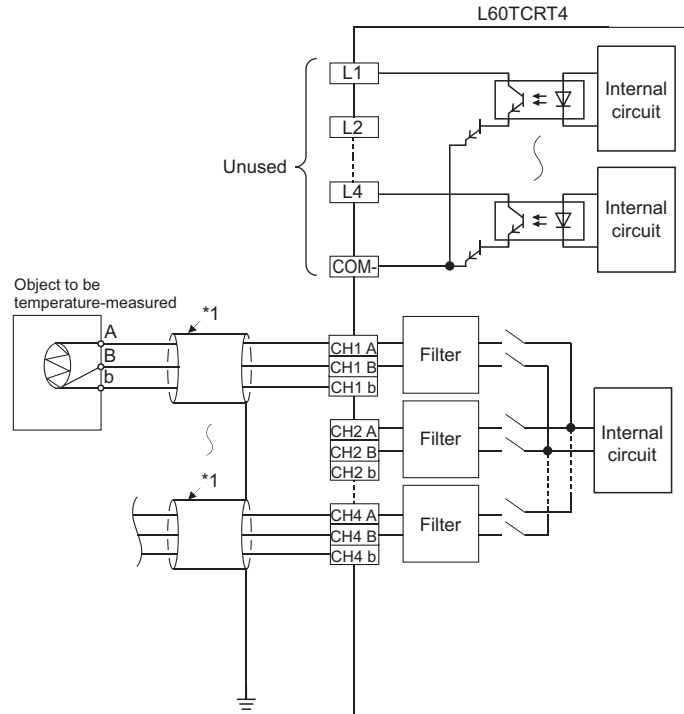 L60TCRT4
L1
L2
L4
COM-
Unused
Internal
circuit
Internal
circuit
Object to be
temperature-measured
A
B
b
*1
*1
CH1 A
CH1 B
CH1 b
CH2 A
CH2 B
CH2 b
CH4 A
CH4 B
CH4 b
Filter
Filter
Filter
Internal
circuit